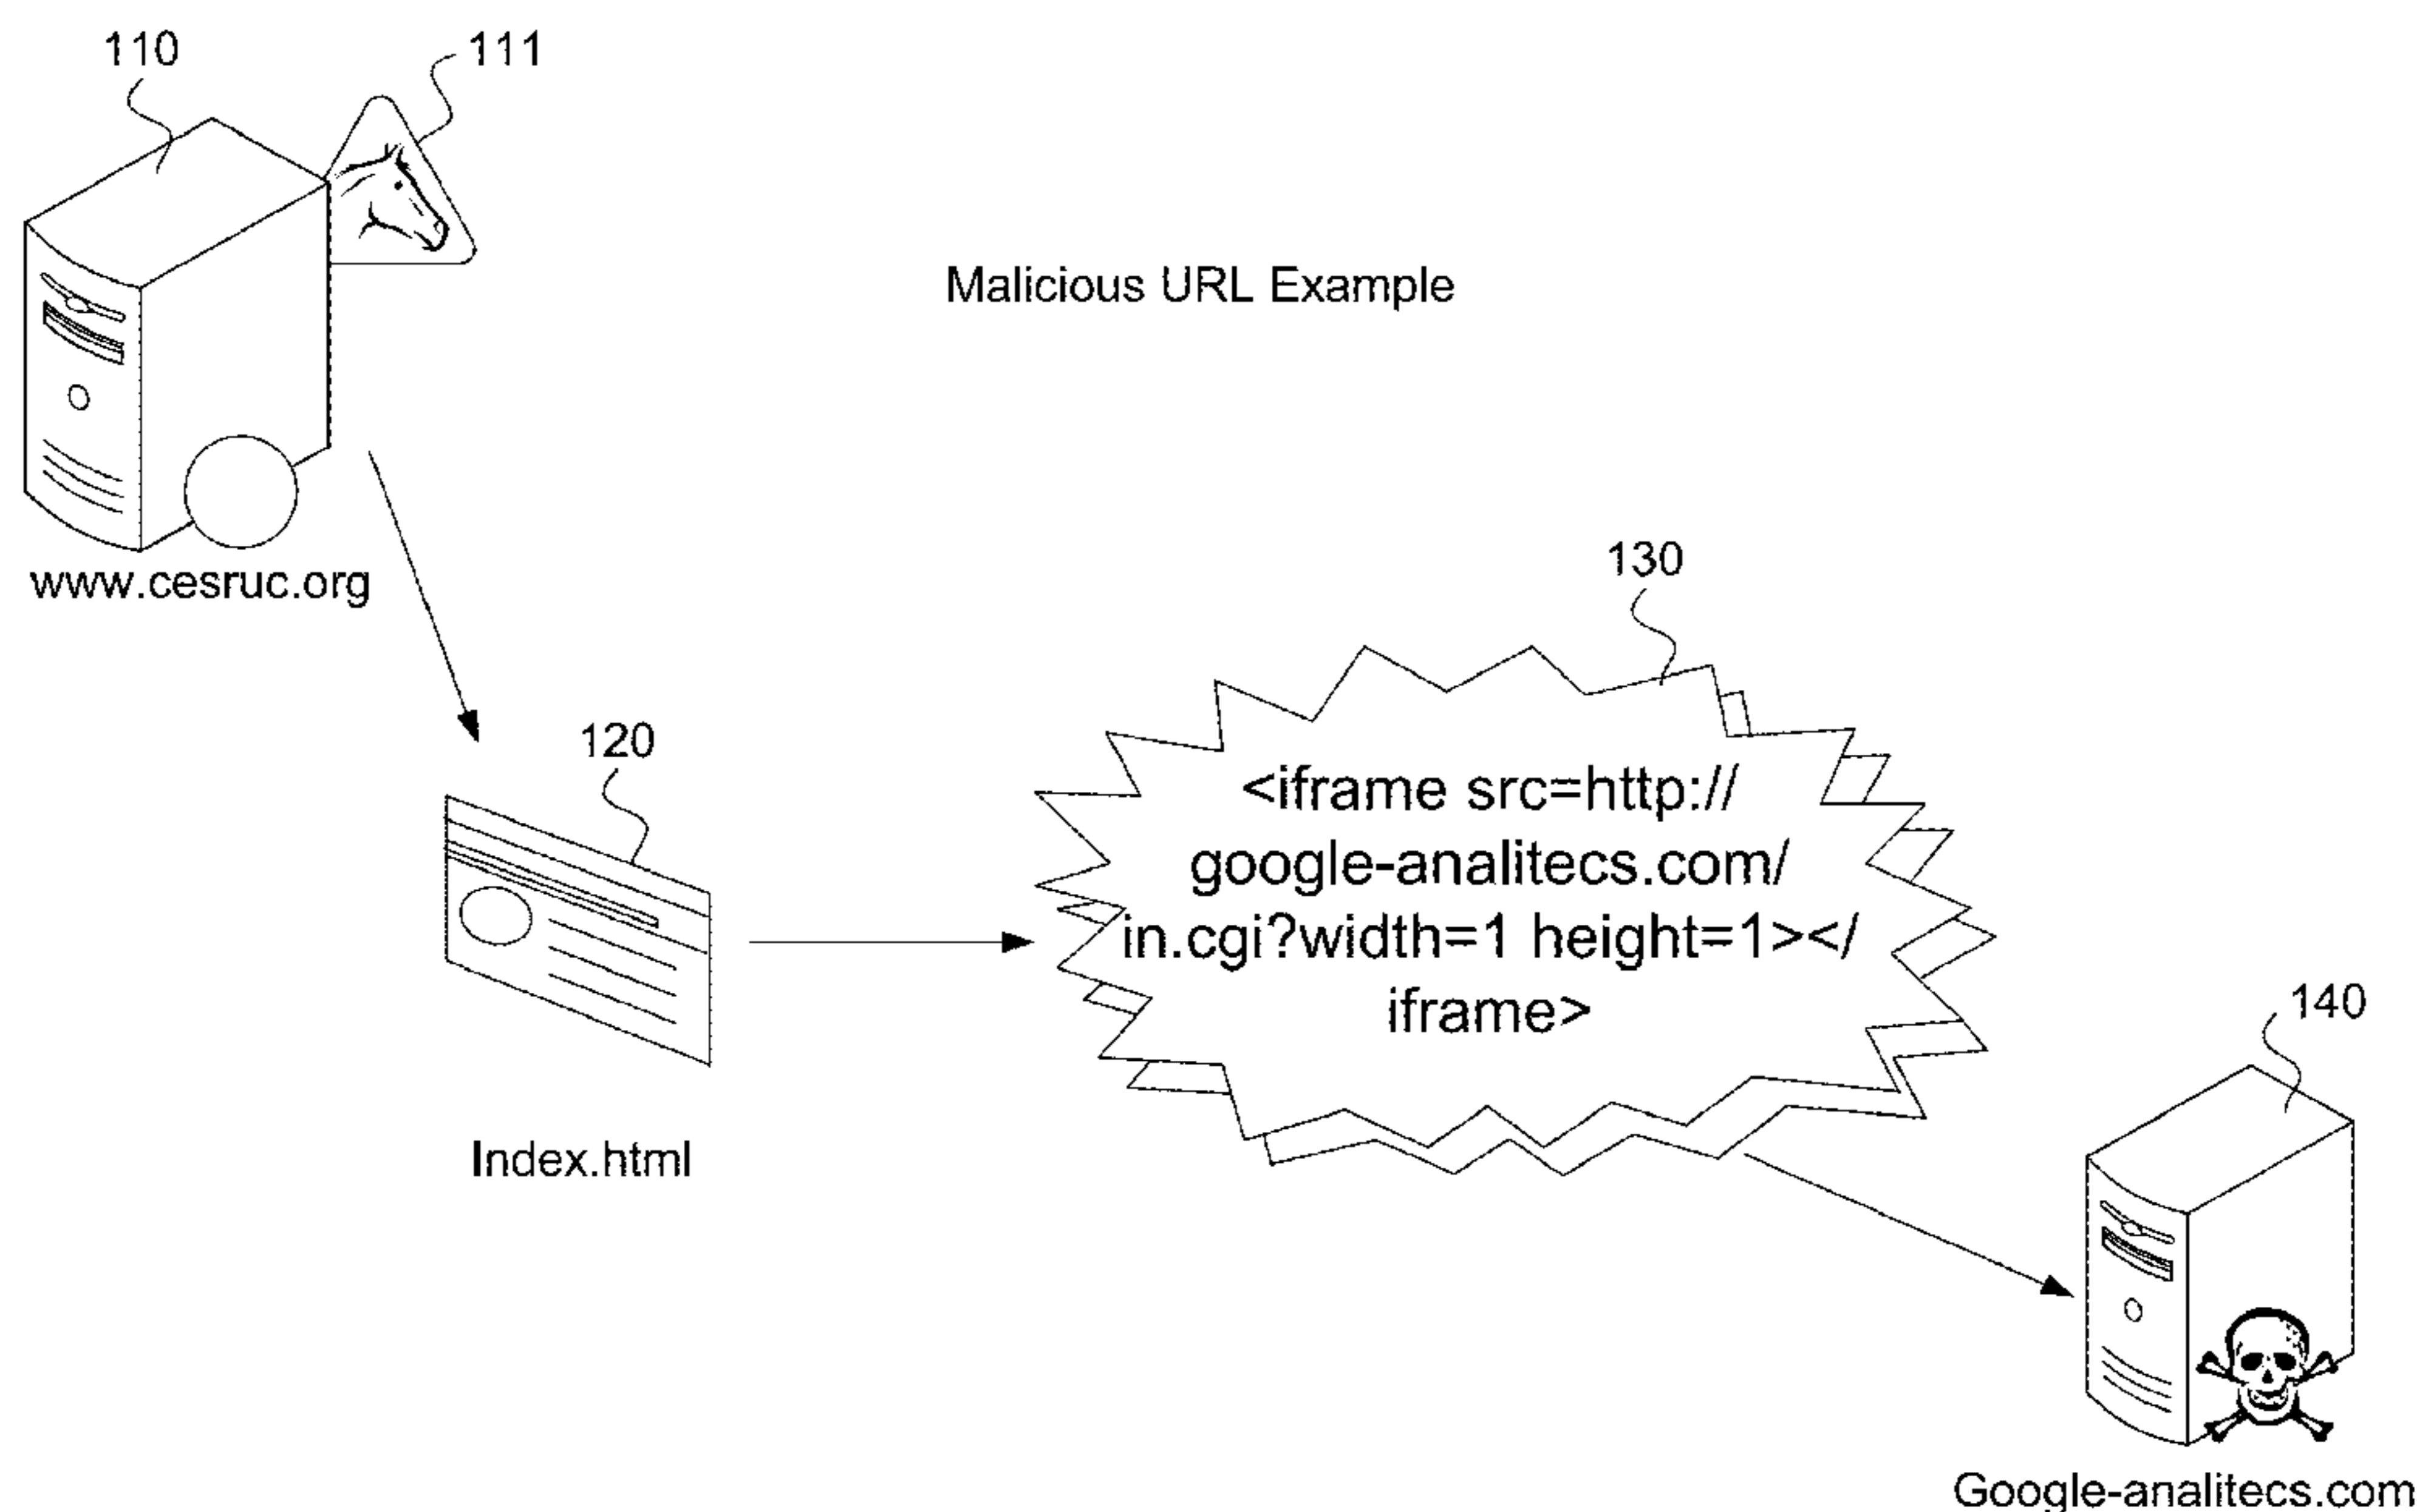 110
111
Malicious URL Example
www.cesruc.org
130
120
<iframe src=http://
google-analitecs.com/
in.cgi?width=1 height=1></
iframe>
140
Index.html
Google-analitecs.com